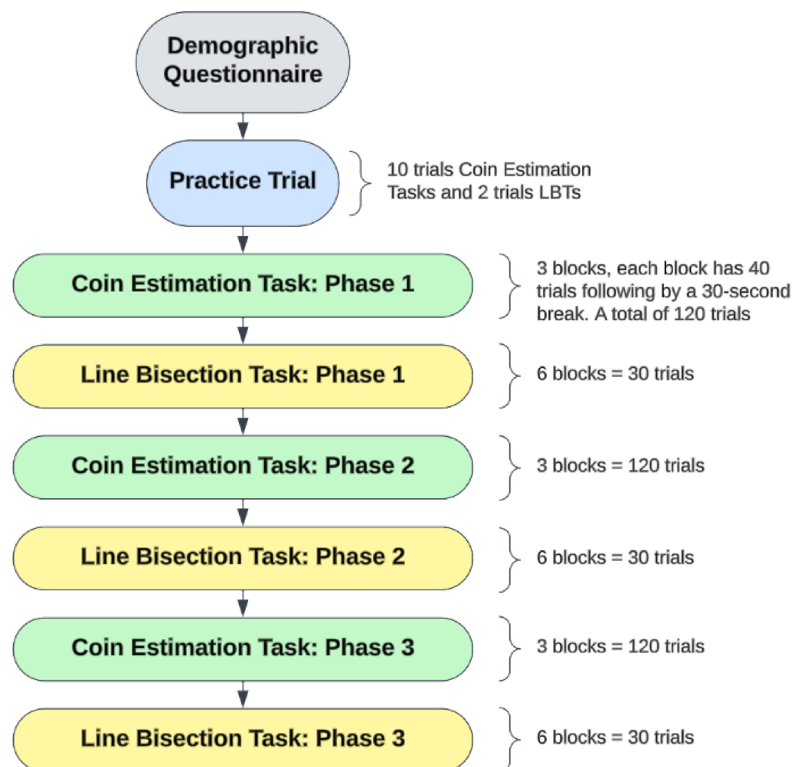 Demographic
Questionnaire
Practice Trial
10 trials Coin Estimation
Tasks and 2 trials LBTs
Coin Estimation Task: Phase 1
3 blocks, each block has 40
trials following by a 30-second
break. A total of 120 trials
Line Bisection Task: Phase 1
6 blocks = 30 trials
Coin Estimation Task: Phase 2
3 blocks = 120 trials
Line Bisection Task: Phase 2
6 blocks = 30 trials
Coin Estimation Task: Phase 3
3 blocks = 120 trials
Line Bisection Task: Phase 3
6 blocks = 30 trials